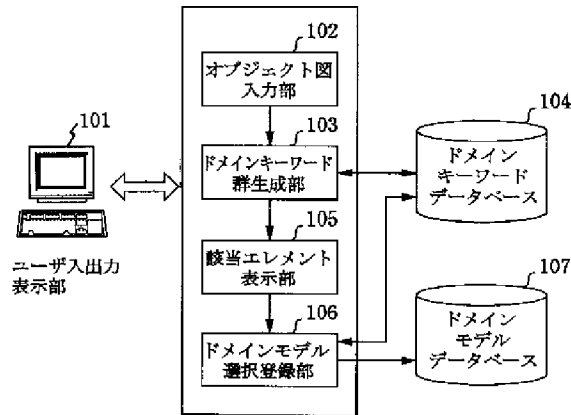 102
オブジェクト図
入力部
101
103
ドメインキーワード
群生成部
104
ドメイン
キーワード
データベース
ユーザ入出力
表示部
105
該当エレメント
表示部
106
ドメインモデル
選択登録部
107
ドメイン
モデル
データベース